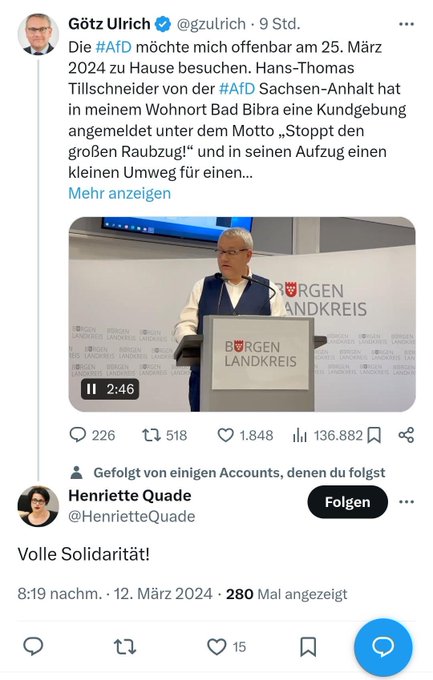 Götz Ulrich @gzulrich · 9 Std.
Die #AfD möchte mich offenbar am 25. März
2024 zu Hause besuchen. Hans-Thomas
Tillschneider von der #AfD Sachsen-Anhalt hat
in meinem Wohnort Bad Bibra eine Kundgebung
angemeldet unter dem Motto „Stoppt den
großen Raubzug!“ und in seinen Aufzug einen
kleinen Umweg für einen...
Mehr anzeigen
BURGEN
LANDKREIS
BURGEN
LANDKREIS
2:46
226 518 1.848 136.882
Gefolgt von einigen Accounts, denen du folgst
Henriette Quade
@HenrietteQuade
Folgen
Volle Solidarität!
8:19 nachm. · 12. März 2024 · 280 Mal angezeigt
15